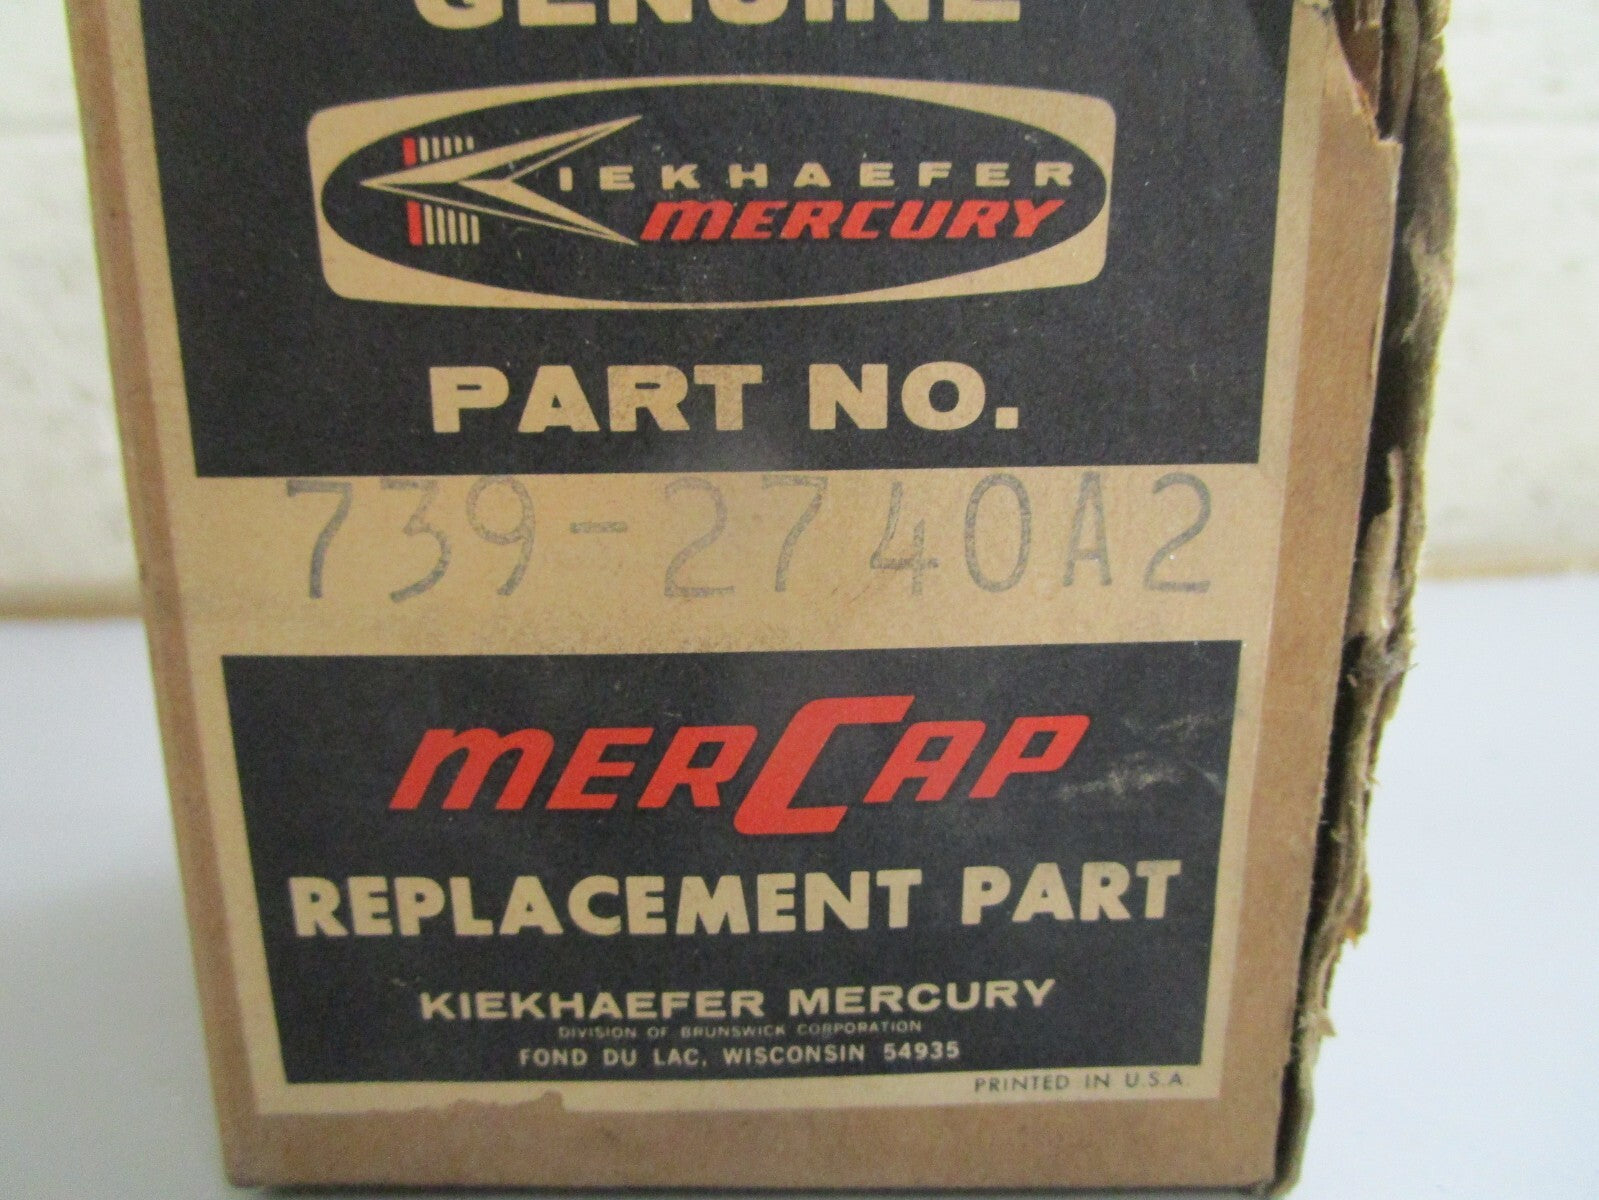 GENUINE
KIEKHAEFER
MERCURY
PART NO.
739-2740A2
MERCAP
REPLACEMENT PART
KIEKHAEFER MERCURY
DIVISION OF BRUNSWICK CORPORATION
FOND DU LAC, WISCONSIN 54935
PRINTED IN U.S.A.